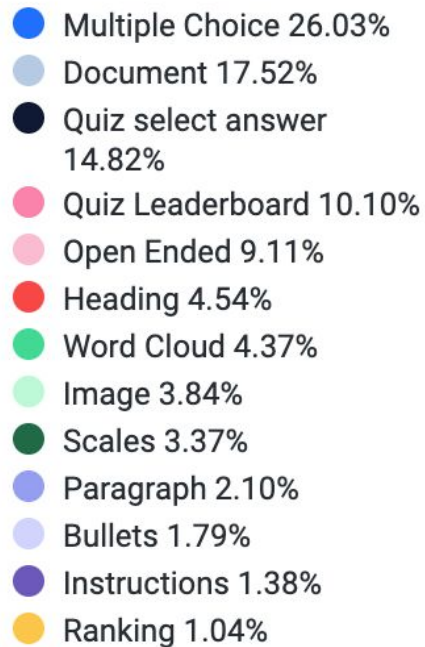 Multiple Choice 26.03%
Document 17.52%
Quiz select answer
14.82%
Quiz Leaderboard 10.10%
Open Ended 9.11%
Heading 4.54%
Word Cloud 4.37%
Image 3.84%
Scales 3.37%
Paragraph 2.10%
Bullets 1.79%
Instructions 1.38%
Ranking 1.04%